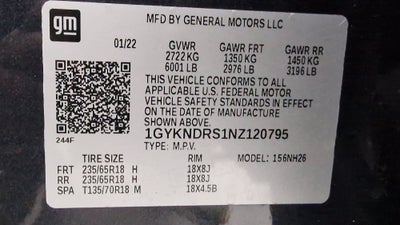 gm
MFD BY GENERAL MOTORS LLC
01/22 GVWR GAWR FRT GAWR RR
2722 KG 1350 KG 1450 KG
6001 LB 2976 LB 3196 LB
THIS VEHICLE CONFORMS TO ALL
APPLICABLE U.S. FEDERAL MOTOR
VEHICLE SAFETY STANDARDS IN EFFECT
ON THE DATE OF MANUFACTURE SHOWN ABOVE.
1GYKNDRS1NZ120795
244F TYPE: M.P.V. MODEL: 156NH26
TIRE SIZE RIM
FRT 235/65R18 H 18X8J
RR 235/65R18 H 18X8J
SPA T135/70R18 M 18X4.5B